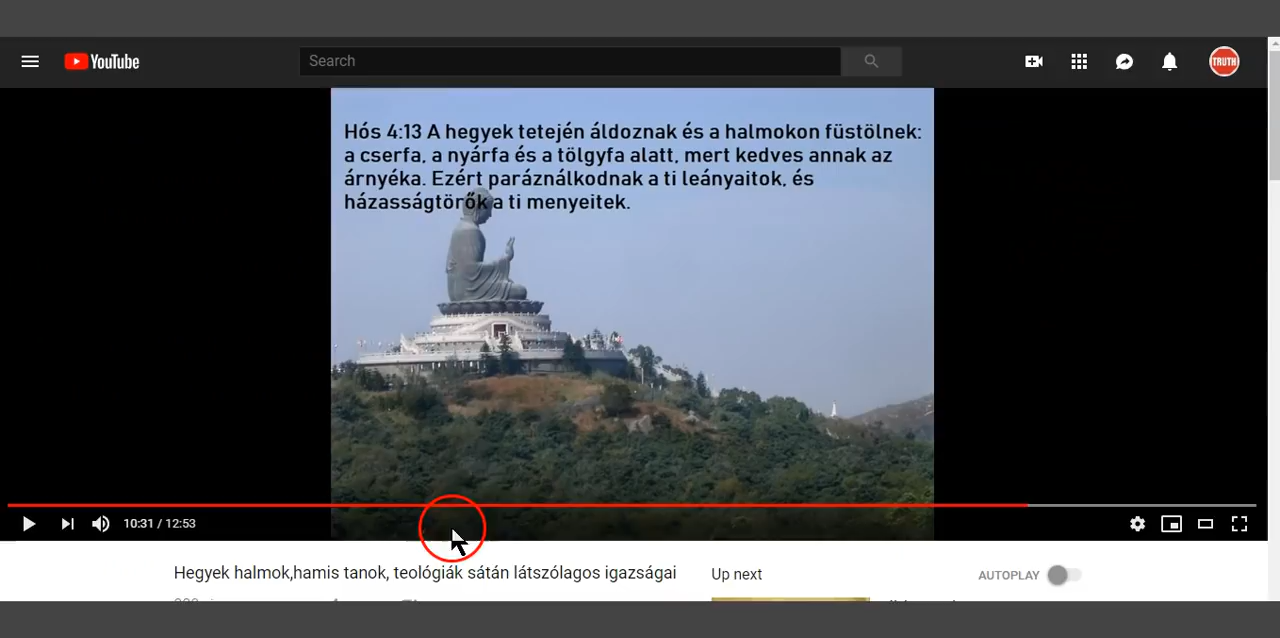 YouTube
Search
TRUTH
Hós 4:13 A hegyek tetején áldoznak és a halmokon füstölnek:
a cserfa, a nyárfa és a tölgyfa alatt, mert kedves annak az
árnyéka. Ezért paráználkodnak a ti leányaitok, és
házasságtörők a ti menyeitek.
10:31 / 12:53
Hegyek halmok,hamis tanok, teológiák sátán látszólagos igazságai
Up next
AUTOPLAY